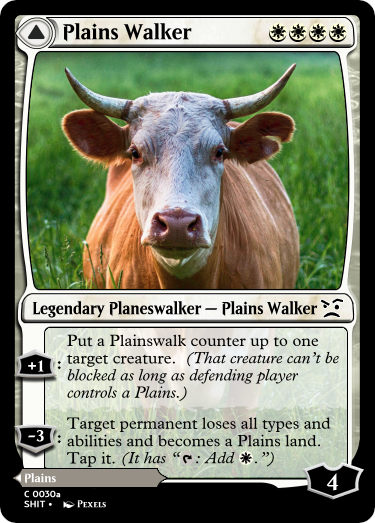 Plains Walker
Legendary Planeswalker — Plains Walker
+1: Put a Plainswalk counter up to one
target creature. (That creature can't be
blocked as long as defending player
controls a Plains.)
-3: Target permanent loses all types and
abilities and becomes a Plains land.
Tap it. (It has “: Add .”)
Plains
4
C 0030a
SHIT • Pexels